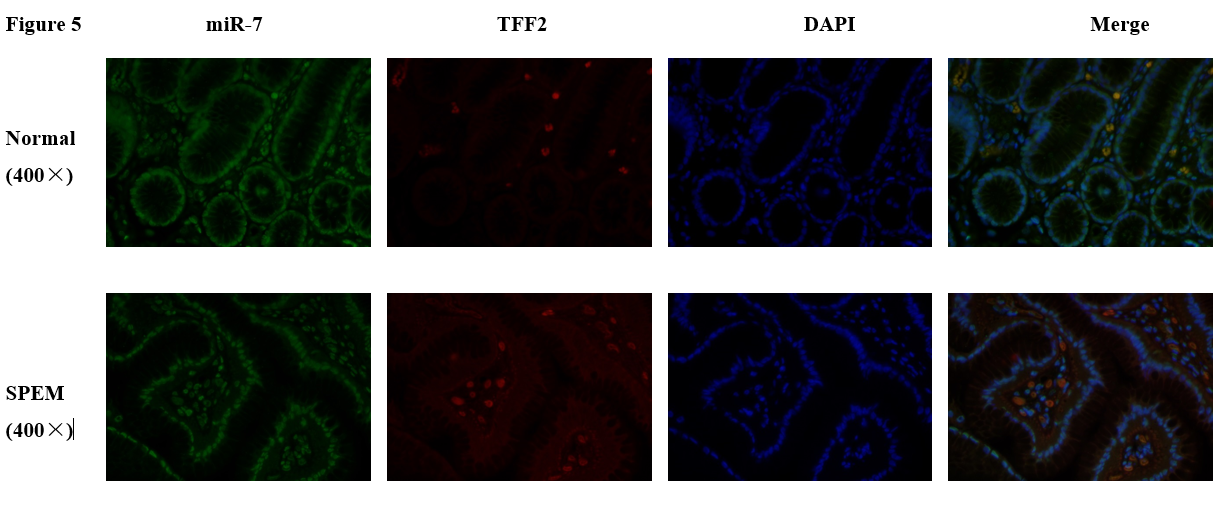 Figure 5 miR-7 TFF2 DAPI Merge
Normal
(400×)
SPEM
(400×)